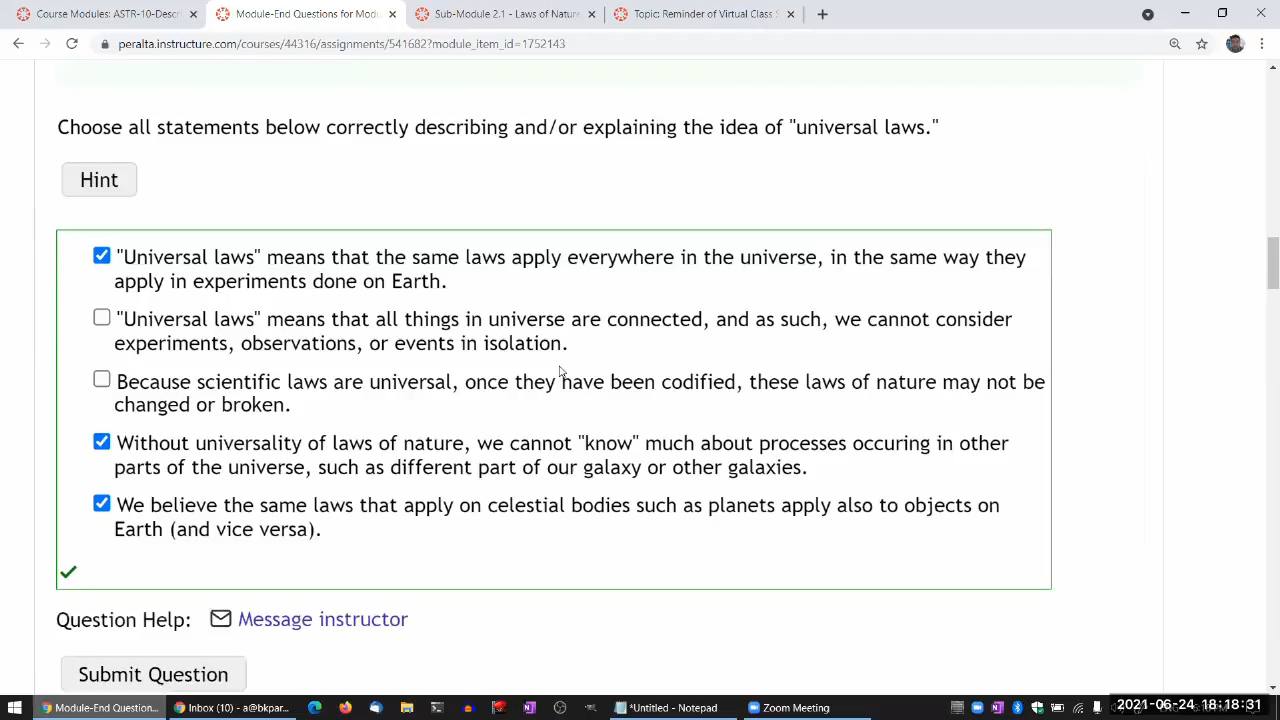 Course Modules: ASTR-10-Descr
Module-End Questions for Modu
Sub-Module 2.1 - Laws of Nature
Topic: Reminder of Virtual Class S
peralta.instructure.com/courses/44316/assignments/541682?module_item_id=1752143
Choose all statements below correctly describing and/or explaining the idea of "universal laws."
Hint
"Universal laws" means that the same laws apply everywhere in the universe, in the same way they
apply in experiments done on Earth.
"Universal laws" means that all things in universe are connected, and as such, we cannot consider
experiments, observations, or events in isolation.
Because scientific laws are universal, once they have been codified, these laws of nature may not be
changed or broken.
Without universality of laws of nature, we cannot "know" much about processes occuring in other
parts of the universe, such as different part of our galaxy or other galaxies.
We believe the same laws that apply on celestial bodies such as planets apply also to objects on
Earth (and vice versa).
Question Help: Message instructor
Submit Question
Module-End Question...
Inbox (10) - a@bkpar...
*Untitled - Notepad
Zoom Meeting
2021-06-24 18:18:31